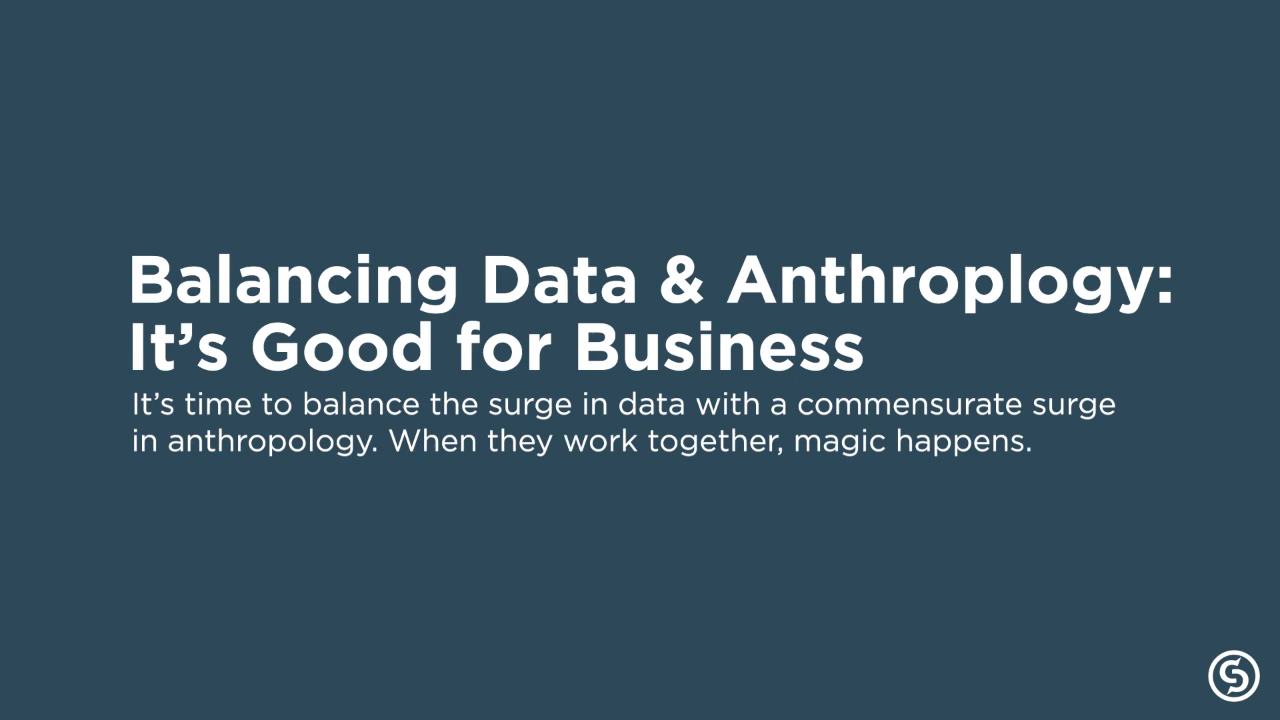 Balancing Data & Anthroplogy:
It’s Good for Business
It’s time to balance the surge in data with a commensurate surge
in anthropology. When they work together, magic happens.